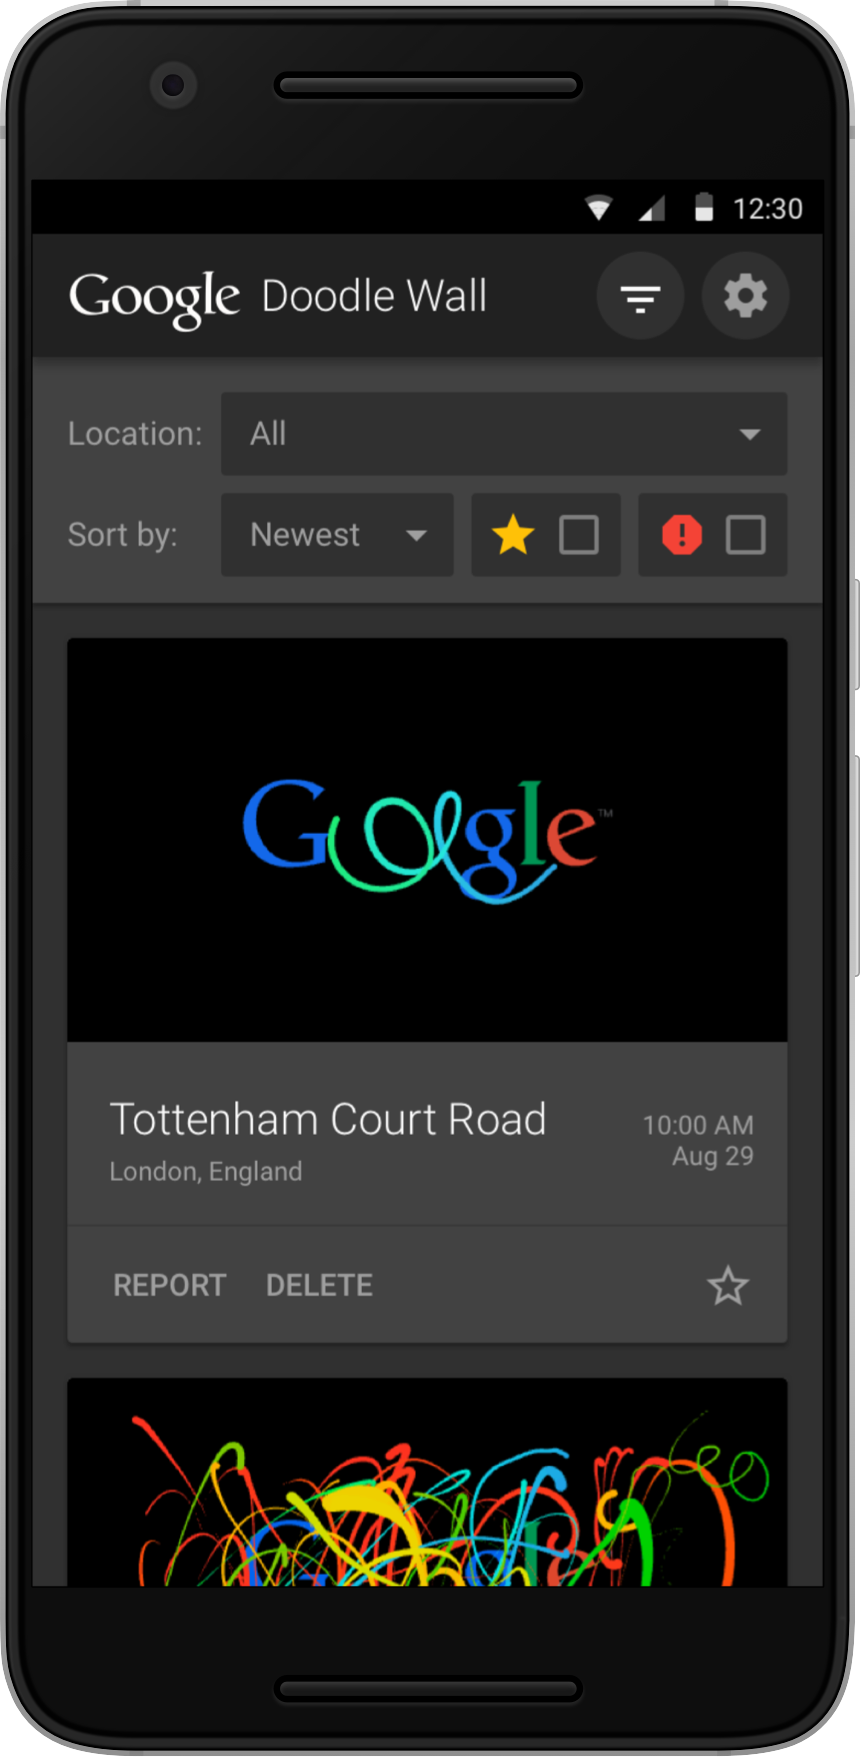 12:30
Google Doodle Wall
Location: All
Sort by: Newest
Google™
Tottenham Court Road
10:00 AM
London, England
Aug 29
REPORT DELETE
Google